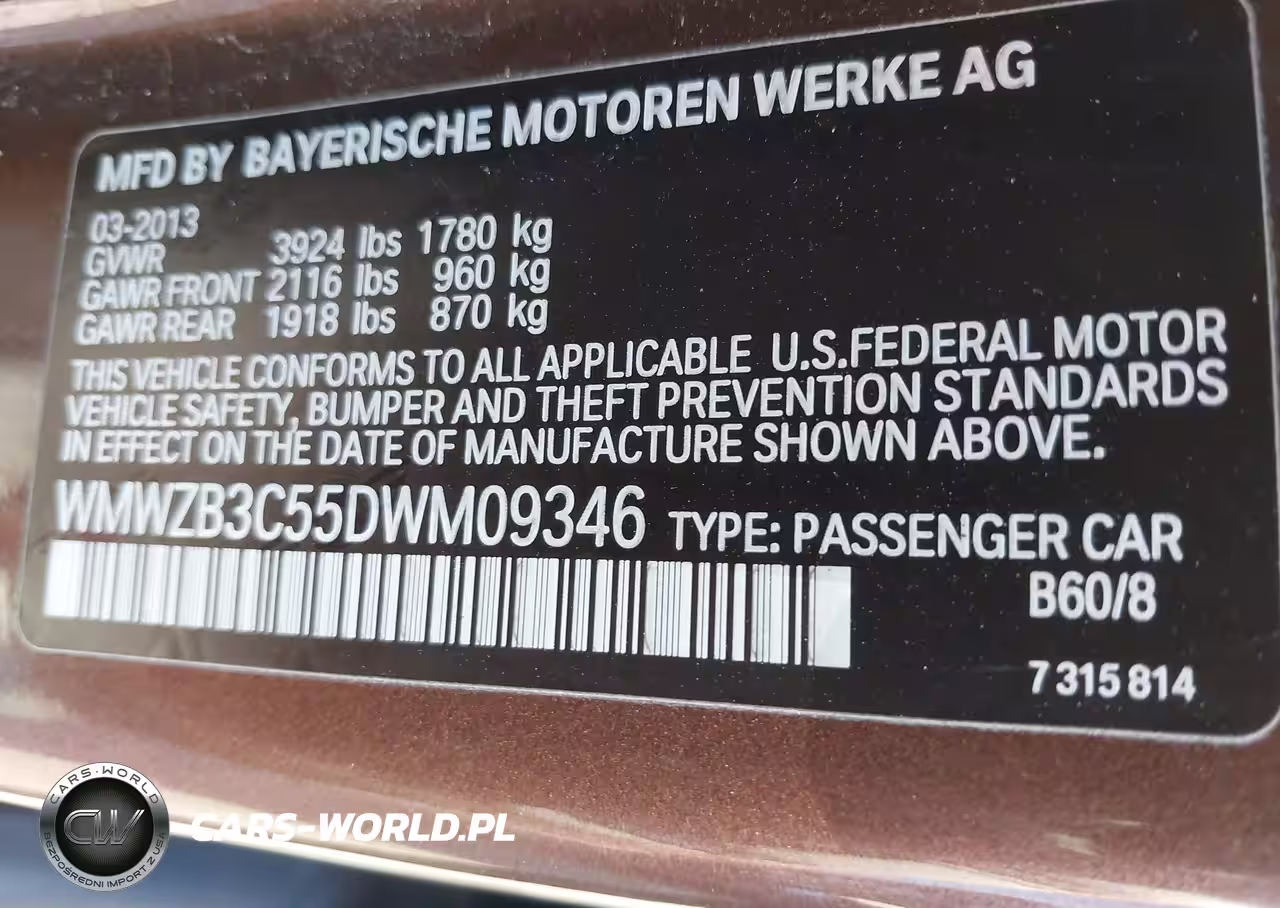 MFD BY BAYERISCHE MOTOREN WERKE AG
03-2013
GVWR 3924 lbs 1780 kg
GAWR FRONT 2116 lbs 960 kg
GAWR REAR 1918 lbs 870 kg
THIS VEHICLE CONFORMS TO ALL APPLICABLE U.S.FEDERAL MOTOR
VEHICLE SAFETY, BUMPER AND THEFT PREVENTION STANDARDS
IN EFFECT ON THE DATE OF MANUFACTURE SHOWN ABOVE.
WMWZB3C55DWM09346 TYPE: PASSENGER CAR
B60/8
7 315 814
CARS-WORLD
CW
BEZPOŚREDNI IMPORT Z USA
CARS-WORLD.PL